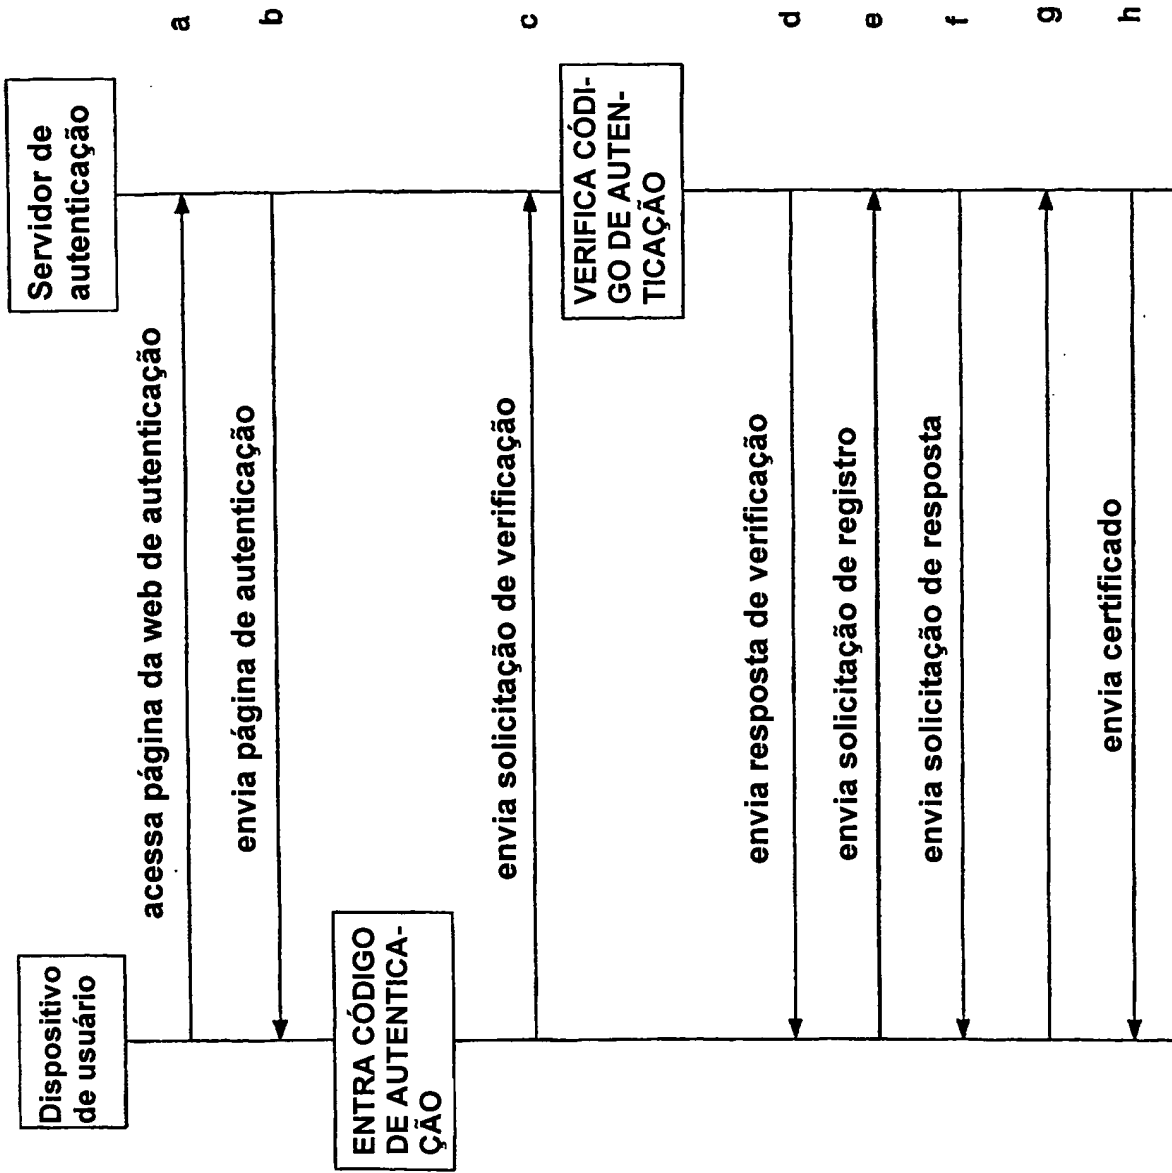 Dispositivo
de usuário
Servidor de
autenticação
acessa página da web de autenticação
a
envia página de autenticação
b
ENTRA CÓDIGO
DE AUTENTICA-
ÇÃO
envia solicitação de verificação
c
VERIFICA CÓDI-
GO DE AUTEN-
TICAÇÃO
envia resposta de verificação
d
envia solicitação de registro
e
envia solicitação de resposta
f
g
envia certificado
h